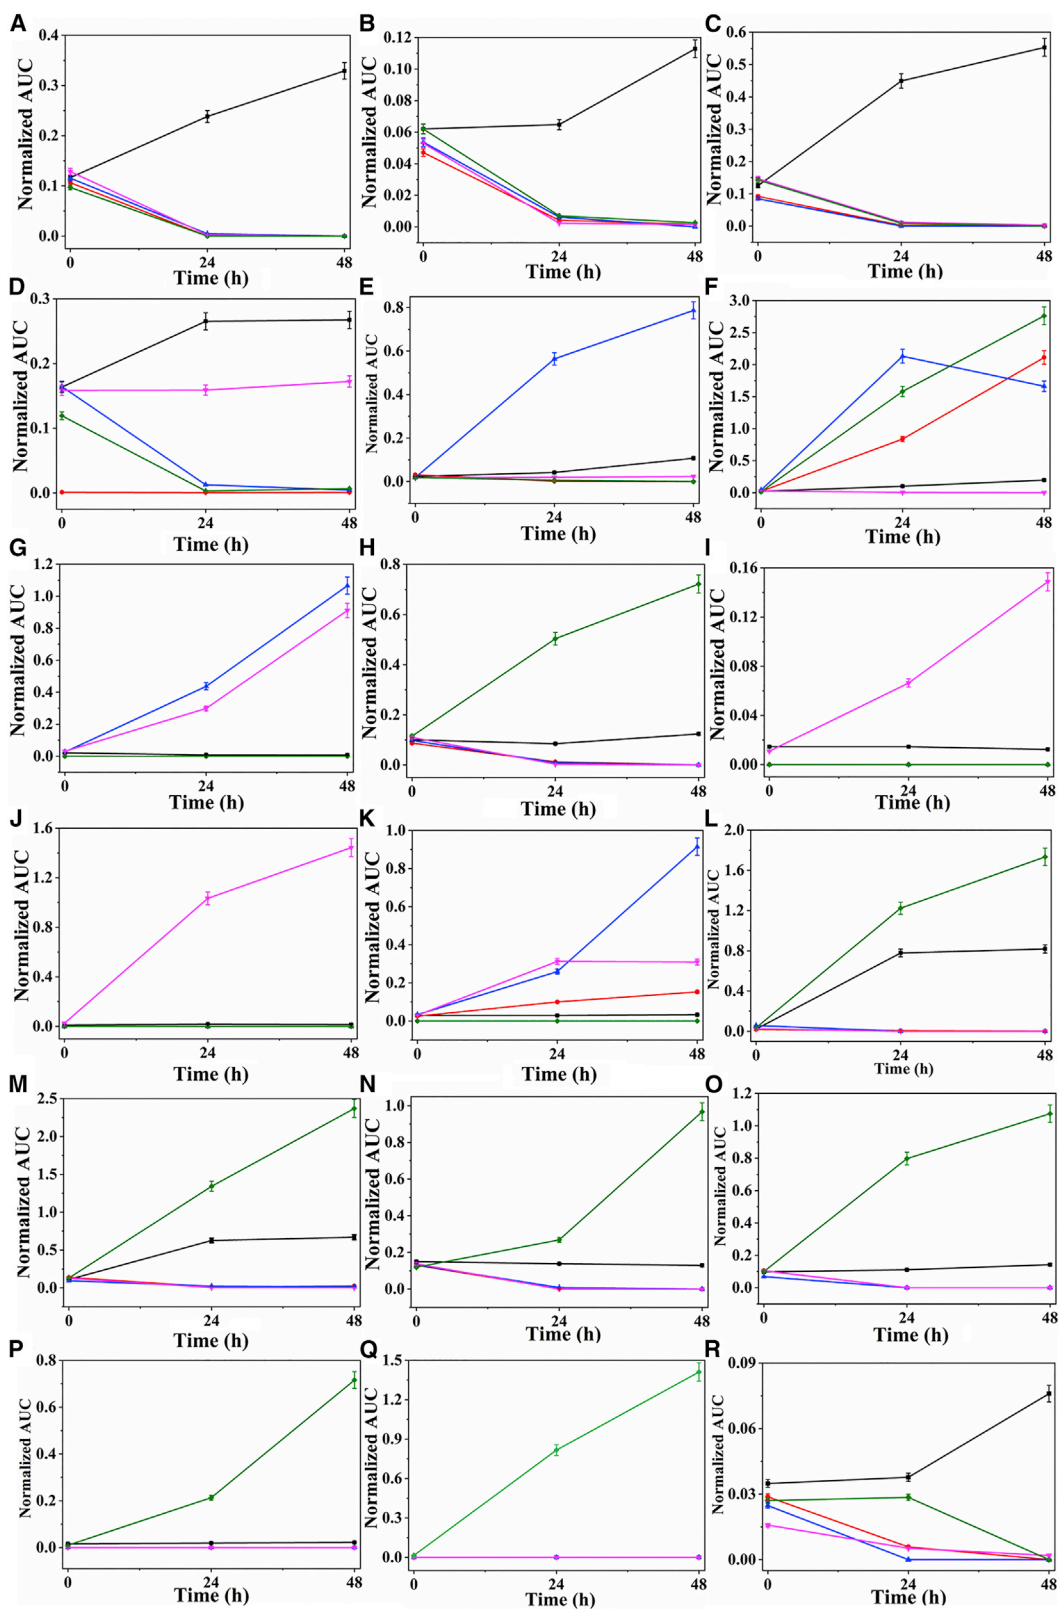 A
Normalized AUC
0.4
0.3
0.2
0.1
0.0
0 24 48
Time (h)
B
Normalized AUC
0.12
0.10
0.08
0.06
0.04
0.02
0.00
0 24 48
Time (h)
C
Normalized AUC
0.6
0.5
0.4
0.3
0.2
0.1
0.0
0 24 48
Time (h)
D
Normalized AUC
0.3
0.2
0.1
0.0
0 24 48
Time (h)
E
Normalized AUC
0.8
0.6
0.4
0.2
0.0
0 24 48
Time (h)
F
Normalized AUC
3.0
2.5
2.0
1.5
1.0
0.5
0.0
0 24 48
Time (h)
G
Normalized AUC
1.2
1.0
0.8
0.6
0.4
0.2
0.0
0 24 48
Time (h)
H
Normalized AUC
0.8
0.6
0.4
0.2
0.0
0 24 48
Time (h)
I
Normalized AUC
0.16
0.12
0.08
0.04
0.00
0 24 48
Time (h)
J
Normalized AUC
1.6
1.2
0.8
0.4
0.0
0 24 48
Time (h)
K
Normalized AUC
1.0
0.8
0.6
0.4
0.2
0.0
0 24 48
Time (h)
L
Normalized AUC
2.0
1.6
1.2
0.8
0.4
0.0
0 24 48
Time (h)
M
Normalized AUC
2.5
2.0
1.5
1.0
0.5
0.0
0 24 48
Time (h)
N
Normalized AUC
1.0
0.8
0.6
0.4
0.2
0.0
0 24 48
Time (h)
O
Normalized AUC
1.2
1.0
0.8
0.6
0.4
0.2
0.0
0 24 48
Time (h)
P
Normalized AUC
0.8
0.6
0.4
0.2
0.0
0 24 48
Time (h)
Q
Normalized AUC
1.5
1.2
0.9
0.6
0.3
0.0
0 24 48
Time (h)
R
Normalized AUC
0.09
0.06
0.03
0.00
0 24 48
Time (h)